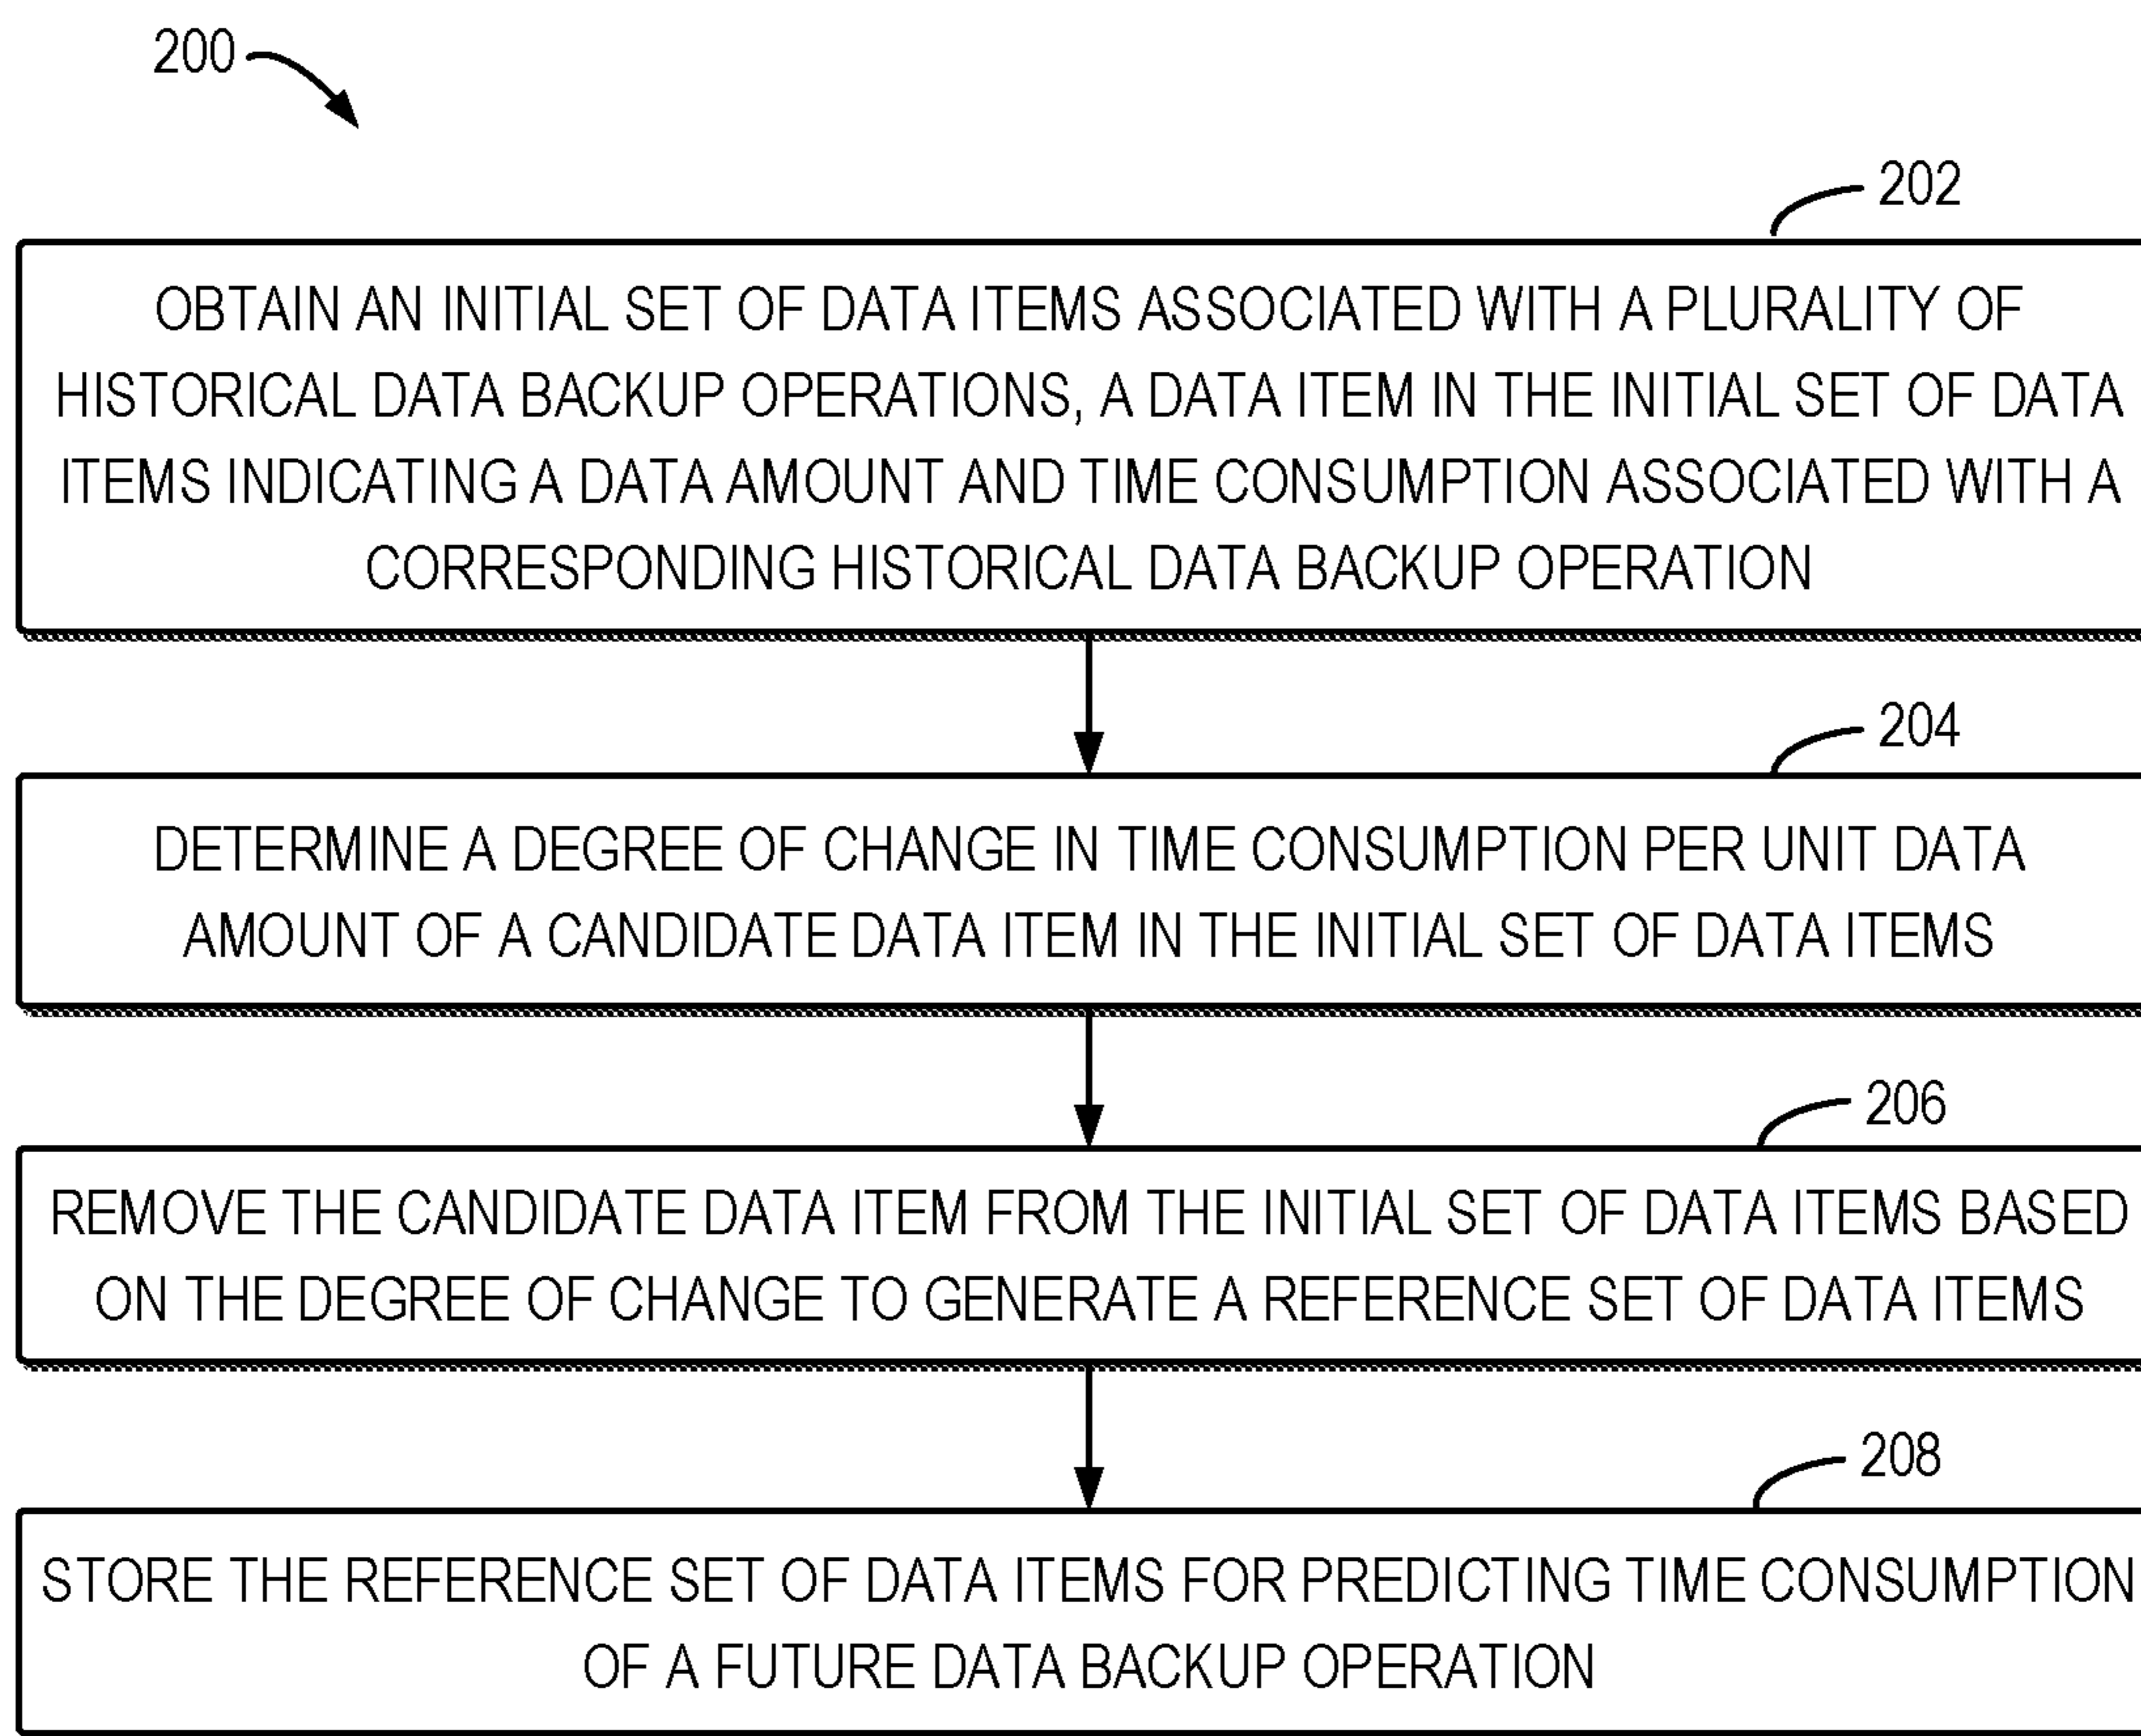 200
202
OBTAIN AN INITIAL SET OF DATA ITEMS ASSOCIATED WITH A PLURALITY OF
HISTORICAL DATA BACKUP OPERATIONS, A DATA ITEM IN THE INITIAL SET OF DATA
ITEMS INDICATING A DATA AMOUNT AND TIME CONSUMPTION ASSOCIATED WITH A
CORRESPONDING HISTORICAL DATA BACKUP OPERATION
204
DETERMINE A DEGREE OF CHANGE IN TIME CONSUMPTION PER UNIT DATA
AMOUNT OF A CANDIDATE DATA ITEM IN THE INITIAL SET OF DATA ITEMS
206
REMOVE THE CANDIDATE DATA ITEM FROM THE INITIAL SET OF DATA ITEMS BASED
ON THE DEGREE OF CHANGE TO GENERATE A REFERENCE SET OF DATA ITEMS
208
STORE THE REFERENCE SET OF DATA ITEMS FOR PREDICTING TIME CONSUMPTION
OF A FUTURE DATA BACKUP OPERATION